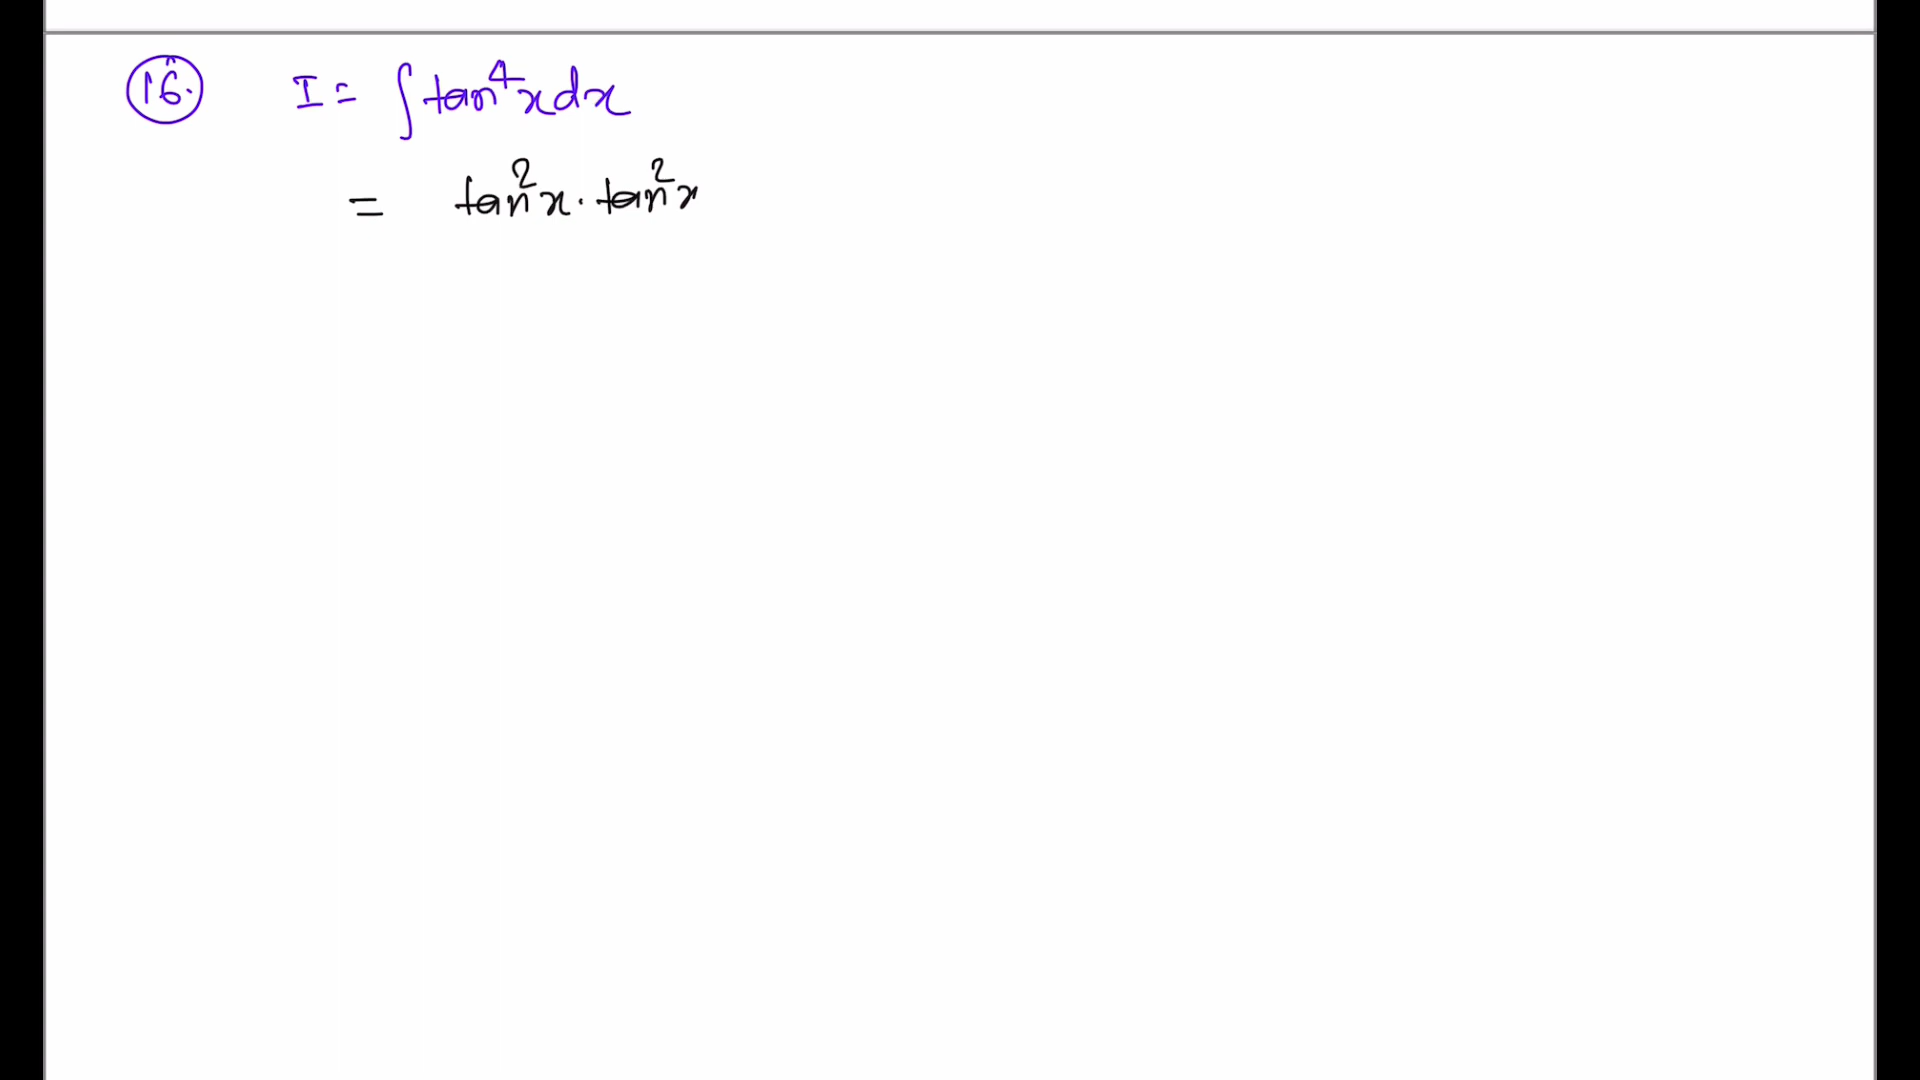 16. I = ∫ tan⁴x dx
= tan²x · tan²x